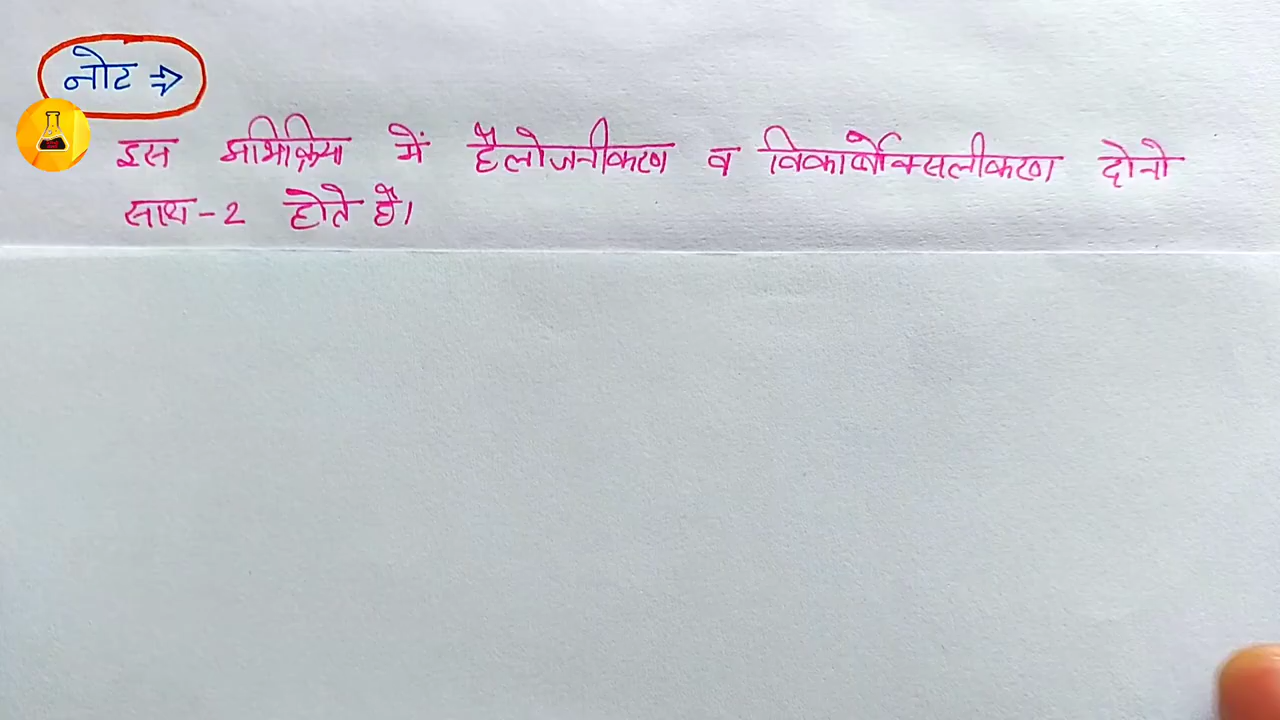 नोट ⇒
इस अभिक्रिया में हैलोजनीकरण व विकार्बोक्सलीकरण दोनो
साथ-2 होते है।